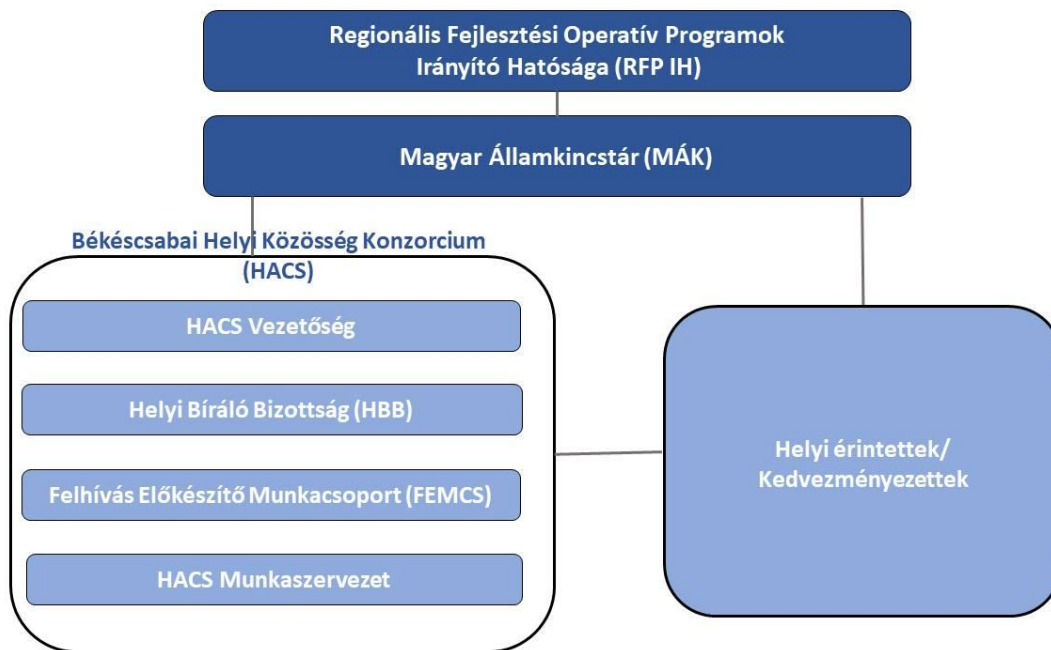 Regionális Fejlesztési Operatív Programok
Irányító Hatósága (RFP IH)
Magyar Államkincstár (MÁK)
Békéscsabai Helyi Közösség Konzorcium
(HACS)
HACS Vezetőség
Helyi Bíráló Bizottság (HBB)
Felhívás Előkészítő Munkacsoport (FEMCS)
HACS Munkaszervezet
Helyi érintettek/
Kedvezményezettek